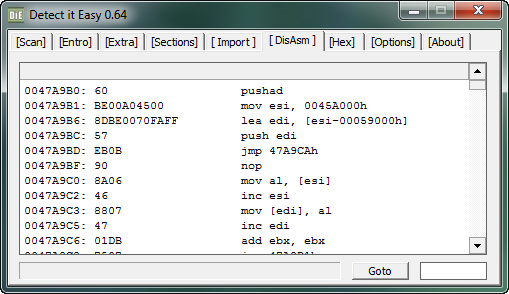 DiE Detect it Easy 0.64
[Scan] [Entro] [Extra] [Sections] [ Import ] [ DisAsm ] [Hex] [Options] [About]
0047A9B0: 60 pushad
0047A9B1: BE00A04500 mov esi, 0045A000h
0047A9B6: 8DBE0070FAFF lea edi, [esi-00059000h]
0047A9BC: 57 push edi
0047A9BD: EB0B jmp 47A9CAh
0047A9BF: 90 nop
0047A9C0: 8A06 mov al, [esi]
0047A9C2: 46 inc esi
0047A9C3: 8807 mov [edi], al
0047A9C5: 47 inc edi
0047A9C6: 01DB add ebx, ebx
Goto